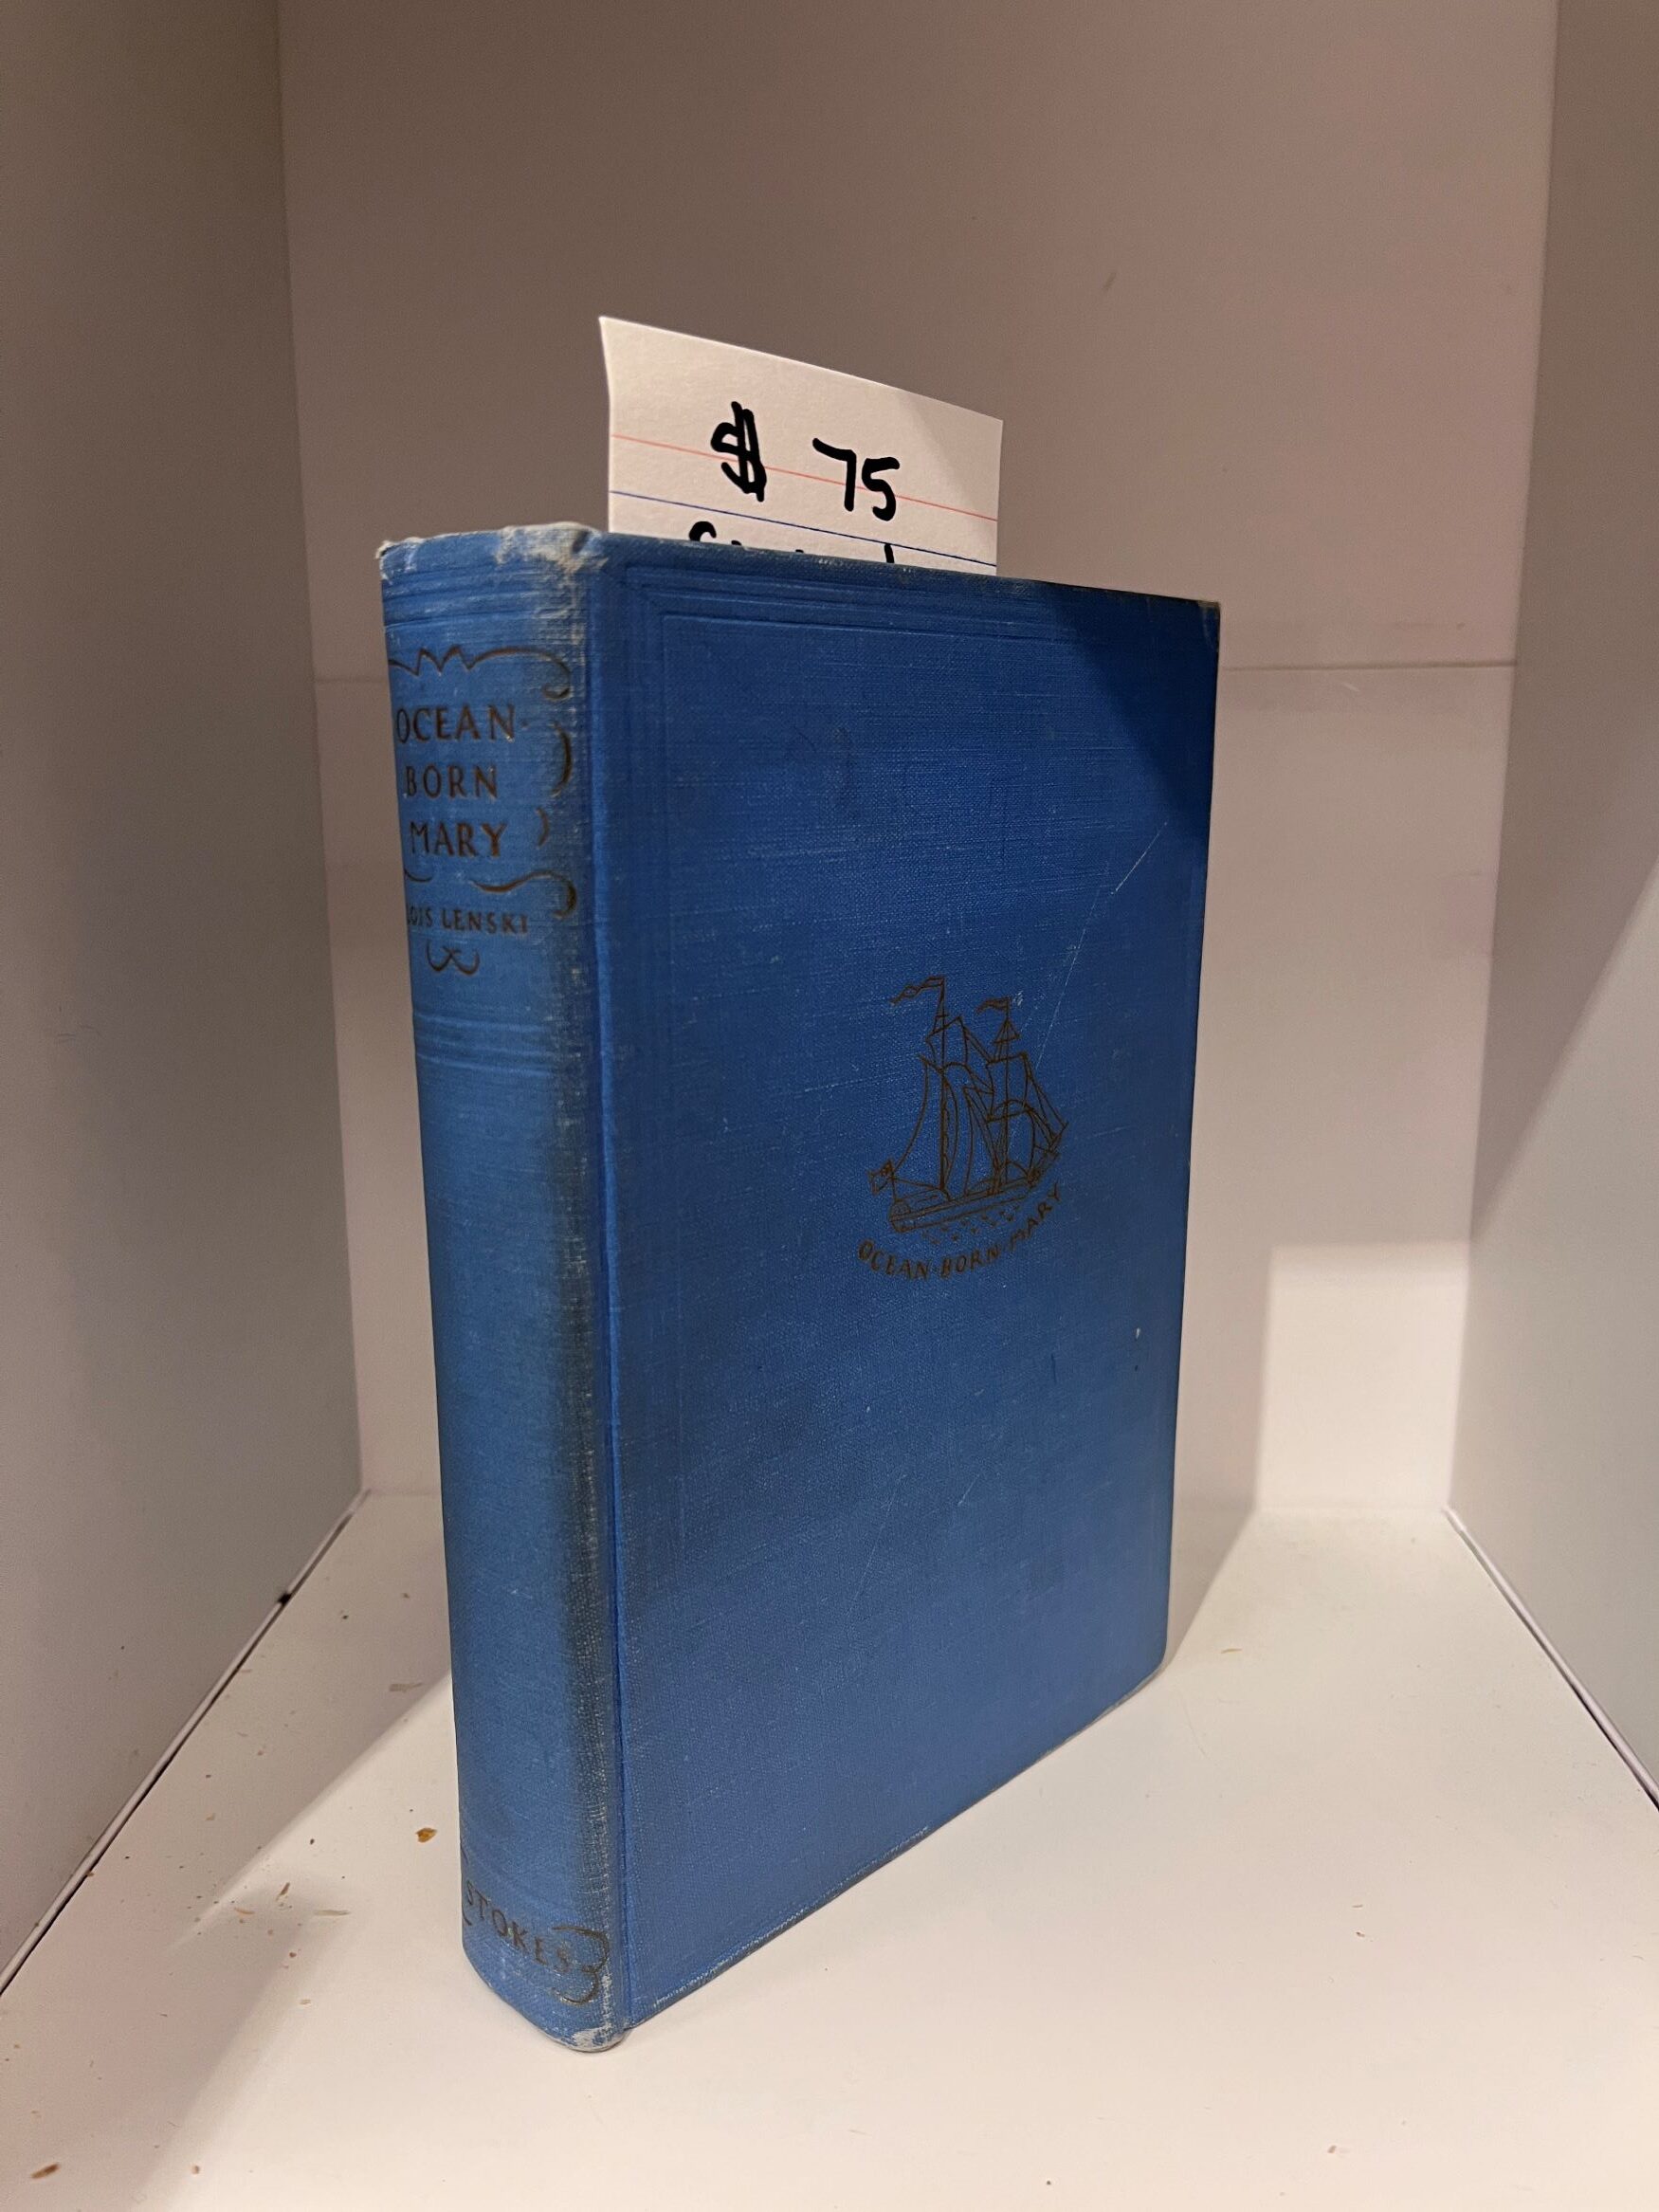 $ 75
OCEAN-
BORN
MARY
LOIS LENSKI
STOKES
OCEAN·BORN·MARY